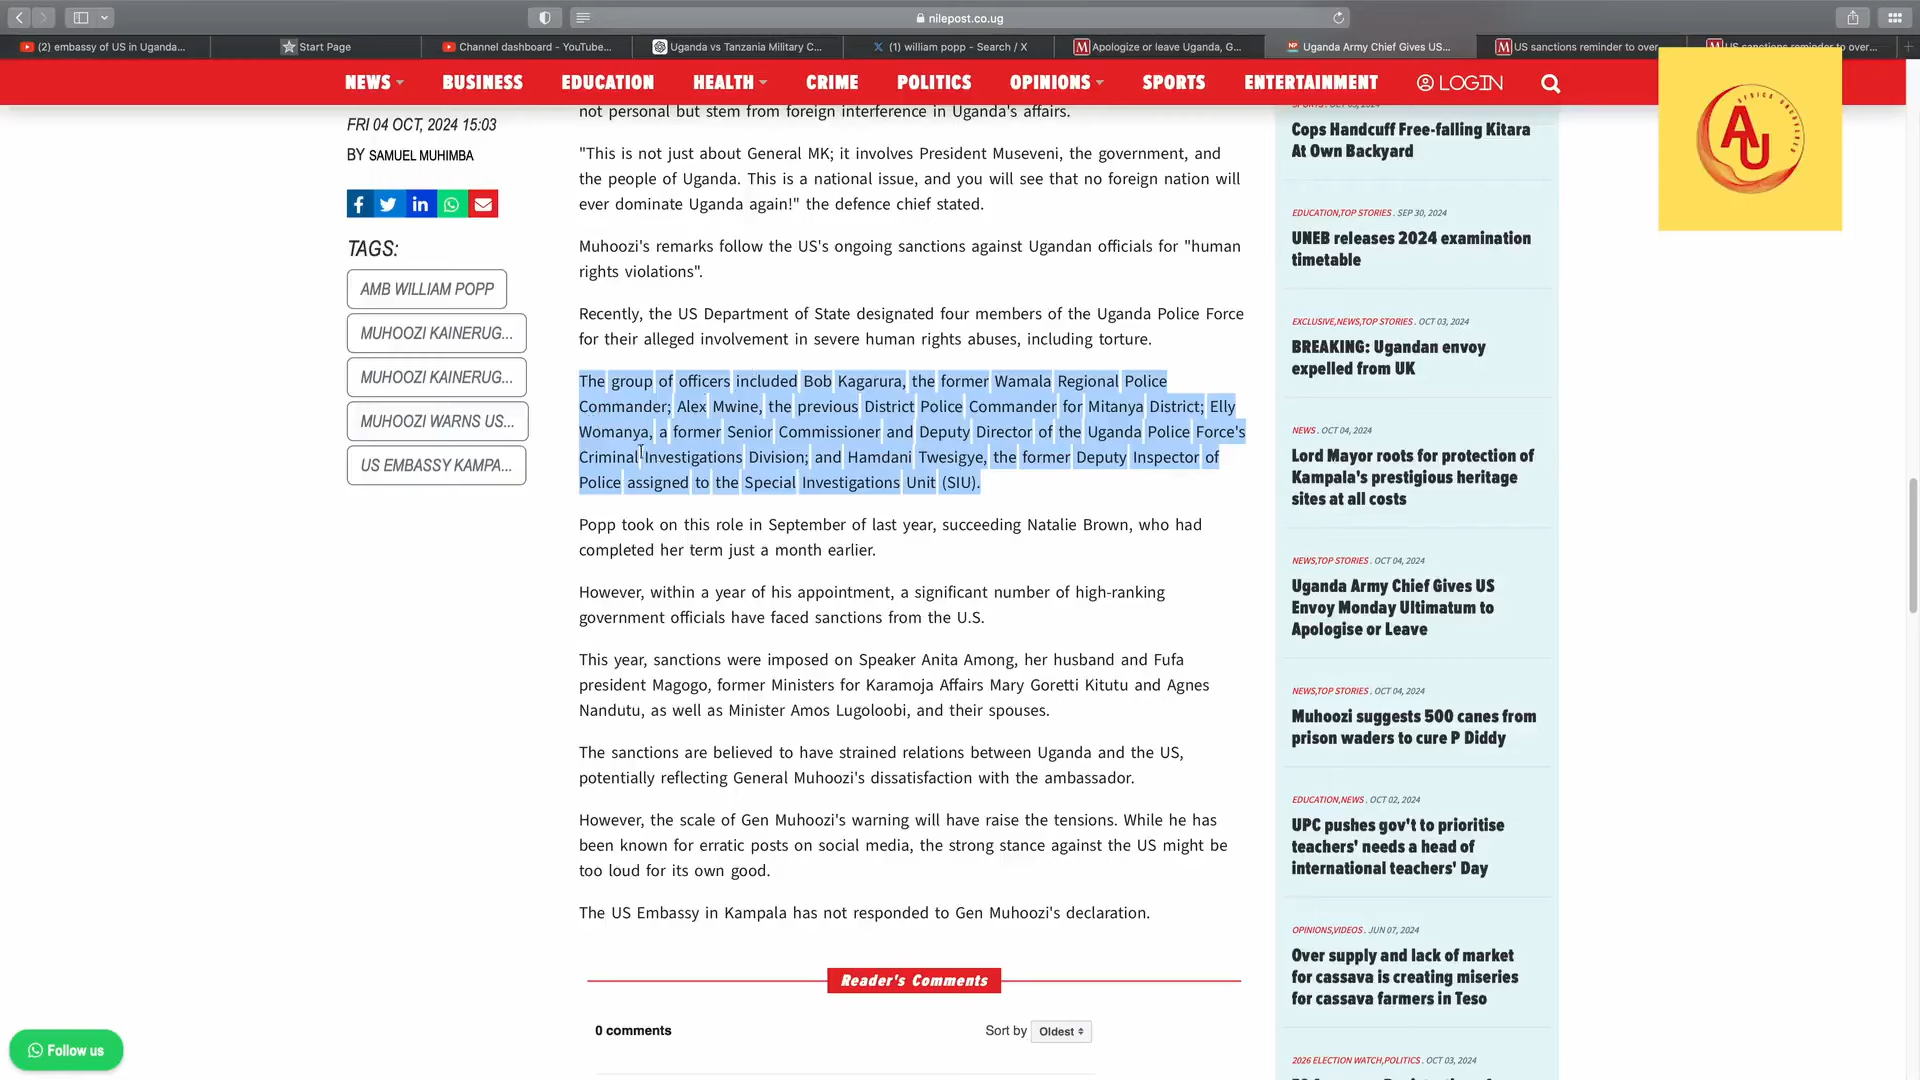 nilepost.co.ug
(2) embassy of US in Uganda...
Start Page
Channel dashboard - YouTube...
Uganda vs Tanzania Military C...
(1) william popp - Search / X
Apologize or leave Uganda, G...
Uganda Army Chief Gives US...
US sanctions reminder to over...
US sanctions reminder to over...
NEWS
BUSINESS
EDUCATION
HEALTH
CRIME
POLITICS
OPINIONS
SPORTS
ENTERTAINMENT
LOGIN
FRI 04 OCT, 2024 15:03
BY SAMUEL MUHIMBA
TAGS:
AMB WILLIAM POPP
MUHOOZI KAINERUG...
MUHOOZI KAINERUG...
MUHOOZI WARNS US...
US EMBASSY KAMPA...
not personal but stem from foreign interference in Uganda's affairs.
"This is not just about General MK; it involves President Museveni, the government, and
the people of Uganda. This is a national issue, and you will see that no foreign nation will
ever dominate Uganda again!" the defence chief stated.
Muhoozi's remarks follow the US's ongoing sanctions against Ugandan officials for "human
rights violations".
Recently, the US Department of State designated four members of the Uganda Police Force
for their alleged involvement in severe human rights abuses, including torture.
The group of officers included Bob Kagarura, the former Wamala Regional Police
Commander; Alex Mwine, the previous District Police Commander for Mitanya District; Elly
Womanya, a former Senior Commissioner and Deputy Director of the Uganda Police Force's
Criminal Investigations Division; and Hamdani Twesigye, the former Deputy Inspector of
Police assigned to the Special Investigations Unit (SIU).
Popp took on this role in September of last year, succeeding Natalie Brown, who had
completed her term just a month earlier.
However, within a year of his appointment, a significant number of high-ranking
government officials have faced sanctions from the U.S.
This year, sanctions were imposed on Speaker Anita Among, her husband and Fufa
president Magogo, former Ministers for Karamoja Affairs Mary Goretti Kitutu and Agnes
Nandutu, as well as Minister Amos Lugoloobi, and their spouses.
The sanctions are believed to have strained relations between Uganda and the US,
potentially reflecting General Muhoozi's dissatisfaction with the ambassador.
However, the scale of Gen Muhoozi's warning will have raise the tensions. While he has
been known for erratic posts on social media, the strong stance against the US might be
too loud for its own good.
The US Embassy in Kampala has not responded to Gen Muhoozi's declaration.
Reader's Comments
0 comments
Sort by Oldest
SPORTS . OCT 03, 2024
Cops Handcuff Free-falling Kitara
At Own Backyard
EDUCATION,TOP STORIES . SEP 30, 2024
UNEB releases 2024 examination
timetable
EXCLUSIVE,NEWS,TOP STORIES . OCT 03, 2024
BREAKING: Ugandan envoy
expelled from UK
NEWS . OCT 04, 2024
Lord Mayor roots for protection of
Kampala's prestigious heritage
sites at all costs
NEWS,TOP STORIES . OCT 04, 2024
Uganda Army Chief Gives US
Envoy Monday Ultimatum to
Apologise or Leave
NEWS,TOP STORIES . OCT 04, 2024
Muhoozi suggests 500 canes from
prison waders to cure P Diddy
EDUCATION,NEWS . OCT 02, 2024
UPC pushes gov't to prioritise
teachers' needs a head of
international teachers' Day
OPINIONS,VIDEOS . JUN 07, 2024
Over supply and lack of market
for cassava is creating miseries
for cassava farmers in Teso
2026 ELECTION WATCH,POLITICS . OCT 03, 2024
AU
Follow us